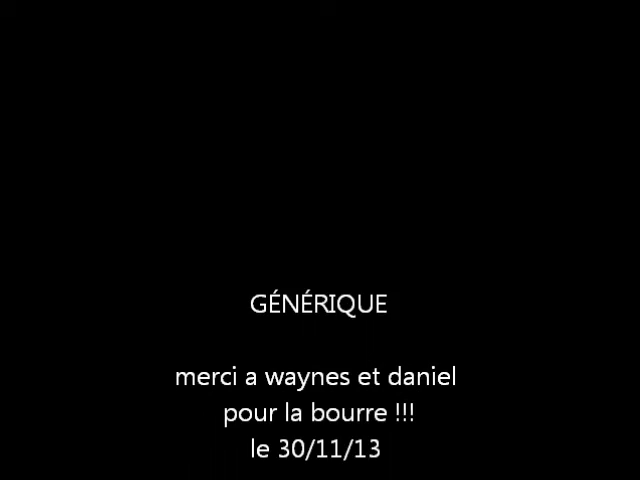 GÉNÉRIQUE
merci a waynes et daniel
pour la bourre !!!
le 30/11/13